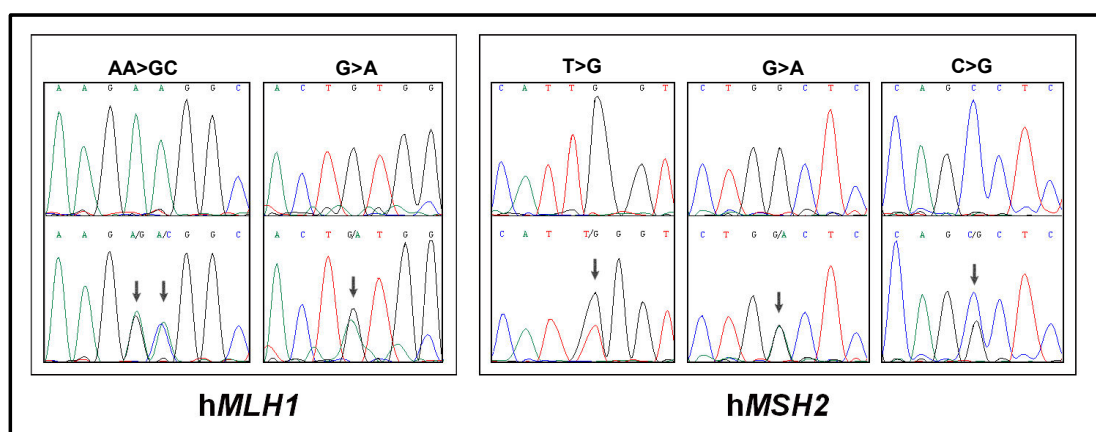 AA>GC G>A T>G G>A C>G
A A G A A G G C A C T G T G G C A T T G G T C T G G C T C C A G C C T C
A A G A/G A/C G G C A C T G/A T G G C A T T/G G G T C T G G/A C T C C A G C/G C T C
hMLH1 hMSH2